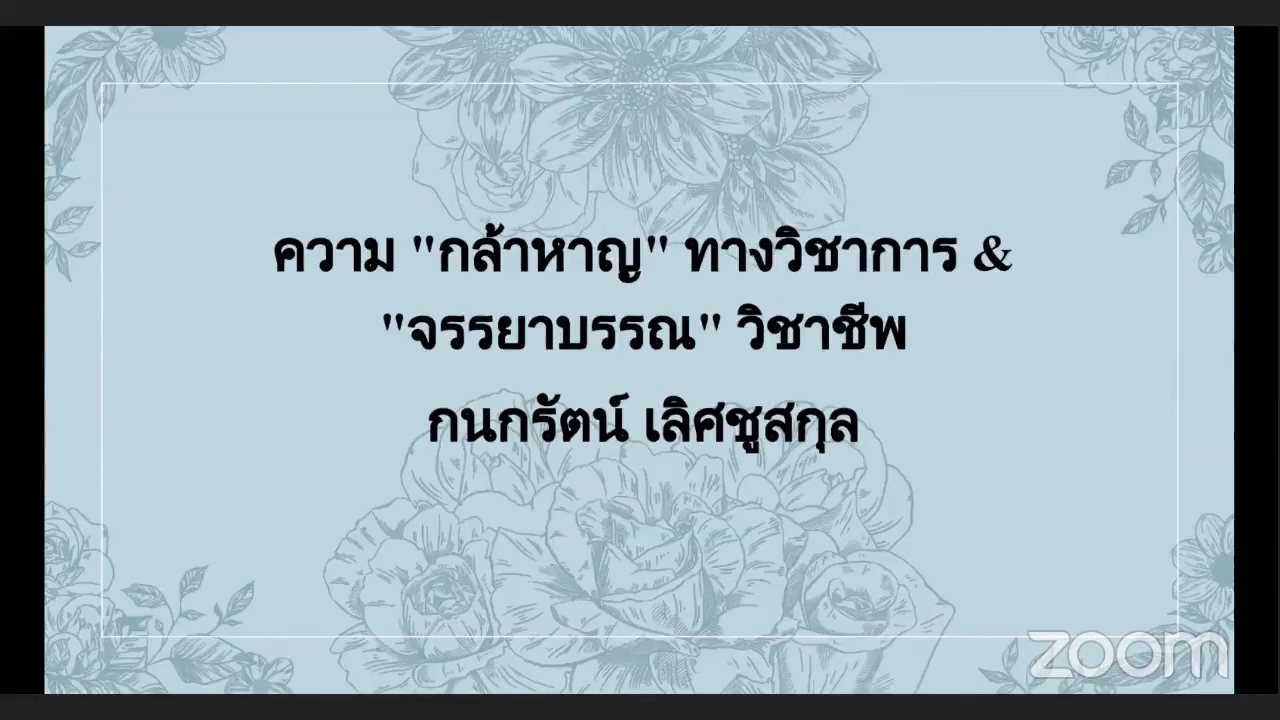 ความ "กล้าหาญ" ทางวิชาการ &
"จรรยาบรรณ" วิชาชีพ
กนกรัตน์ เลิศชูสกุล
zoom